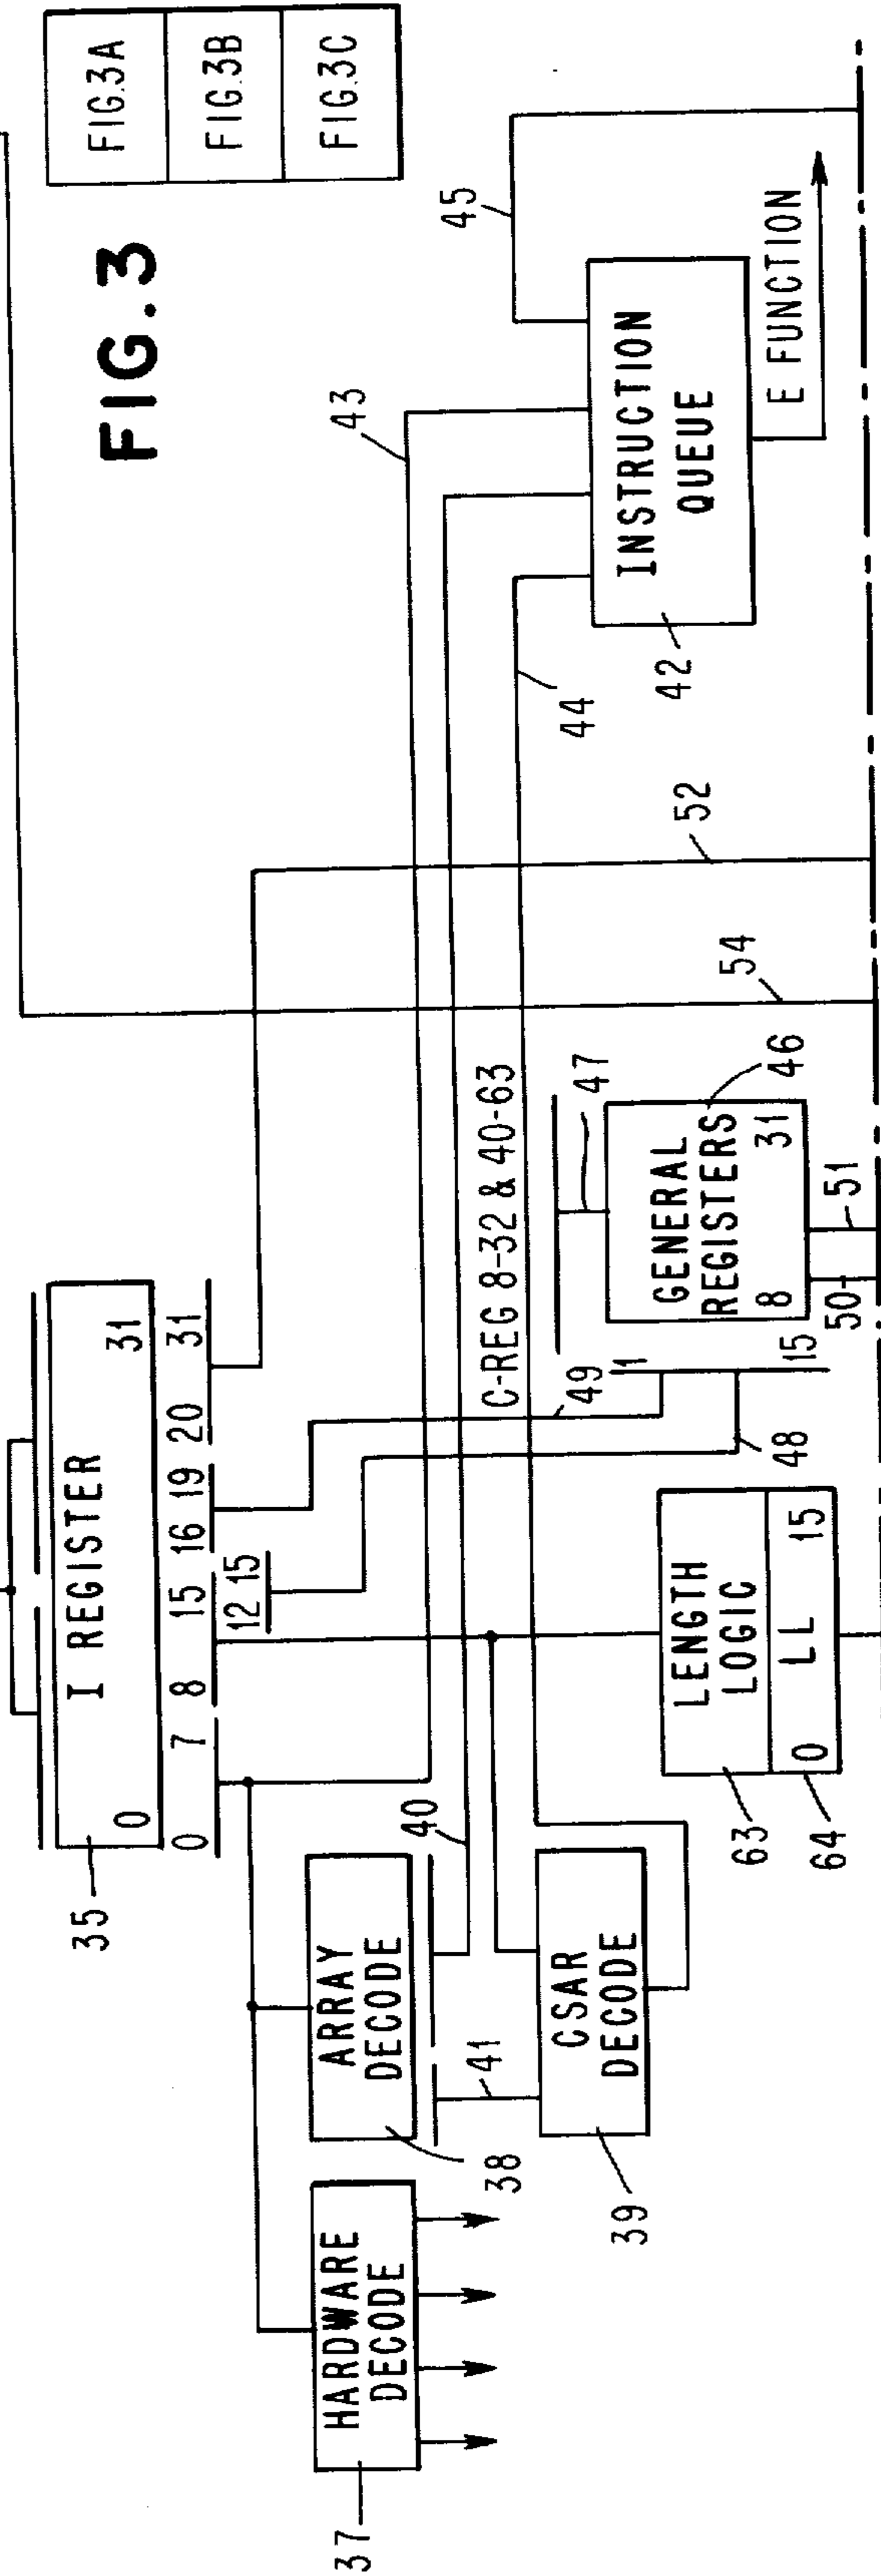 FIG. 3
FIG. 3A
FIG. 3B
FIG. 3C
35
I REGISTER
0 31
0 7 8 15 16 19 20 31
12 15
37
HARDWARE
DECODE
38
ARRAY
DECODE
40
41
39
CSAR
DECODE
43
45
44
C-REG 8-32 & 40-63
INSTRUCTION
QUEUE
42
E FUNCTION
52
54
47
46
GENERAL
REGISTERS
8 31
49
1
15
48
50
51
63
LENGTH
LOGIC
64
0 LL 15